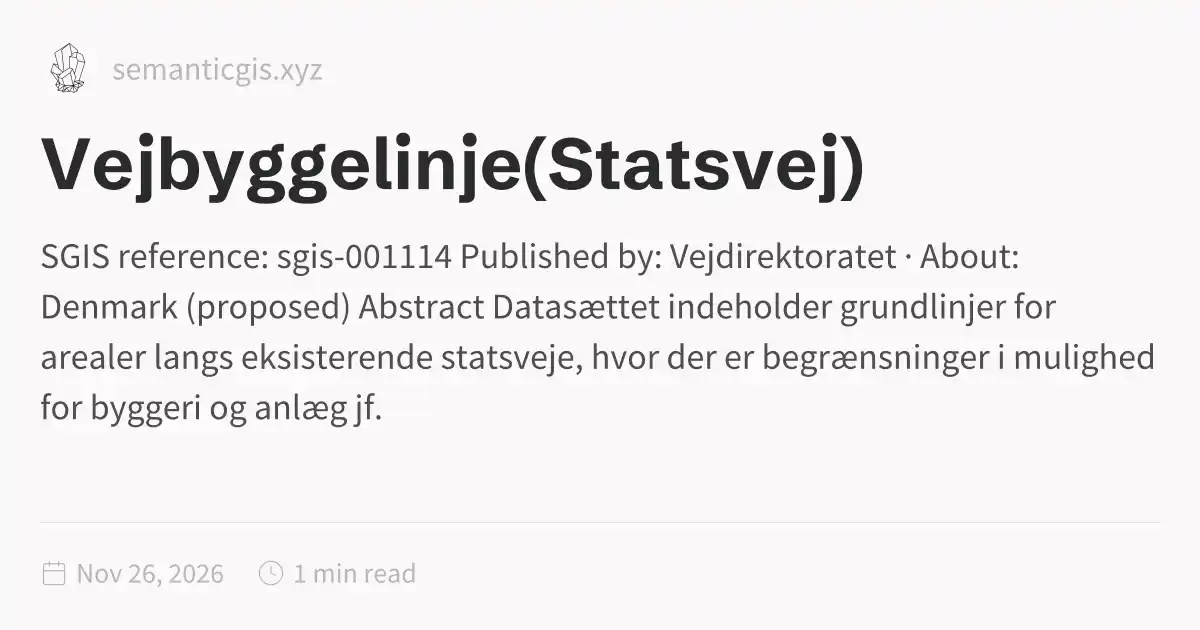 semanticgis.xyz
Vejbyggelinje(Statsvej)
SGIS reference: sgis-001114 Published by: Vejdirektoratet · About:
Denmark (proposed) Abstract Datasættet indeholder grundlinjer for
arealer langs eksisterende statsveje, hvor der er begrænsninger i mulighed
for byggeri og anlæg jf.
Nov 26, 2026 1 min read